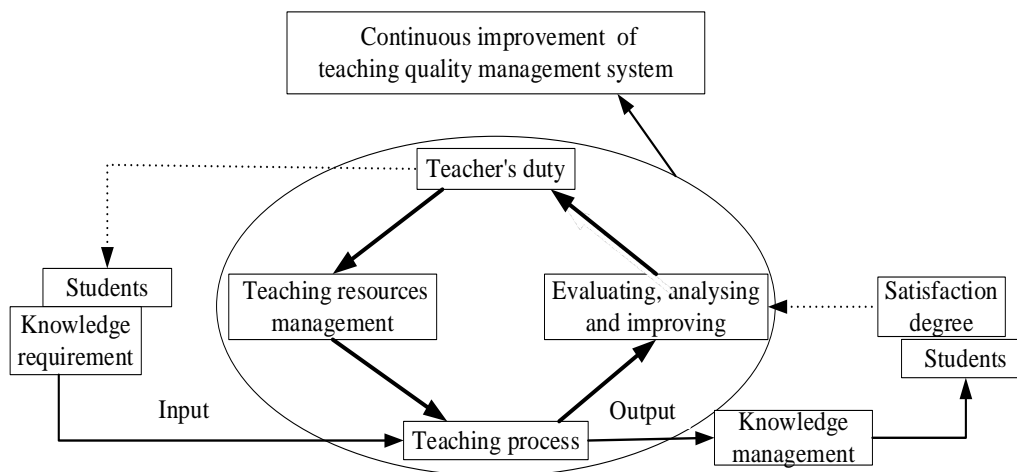 Continuous improvement of
teaching quality management system
Teacher's duty
Students
Knowledge
requirement
Teaching resources
management
Evaluating, analysing
and improving
Satisfaction
degree
Students
Input
Output
Teaching process
Knowledge
management